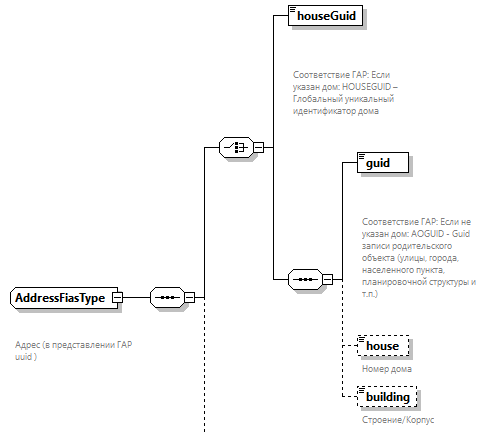 houseGuid
Соответствие ГАР: Если
указан дом: HOUSEGUID –
Глобальный уникальный
идентификатор дома
guid
Соответствие ГАР: Если не
указан дом: AOGUID - Guid
записи родительского
объекта (улицы, города,
населенного пункта,
планировочной структуры и
т.п.)
AddressFiasType
Адрес (в представлении ГАР
uuid )
house
Номер дома
building
Строение/Корпус